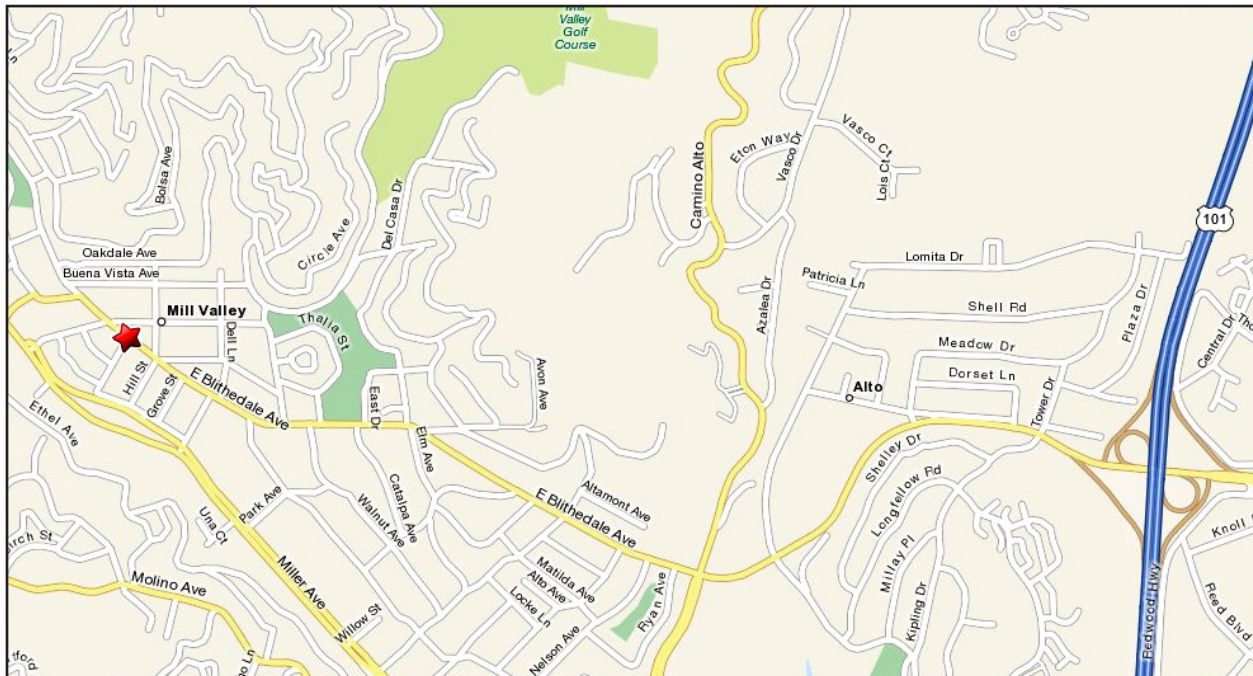 Mill
Valley
Golf
Course
Ln
Bolsa Ave
Oakdale Ave
Buena Vista Ave
Circle Ave
Del Casa Dr
Camino Alto
Eton Way
Vasco Dr
Vasco Ct
Lois Ct
101
Lomita Dr
Patricia Ln
Shell Rd
Plaza Dr
Central Dr
Azalea Dr
Meadow Dr
Dorset Ln
Alto
Tower Dr
Mill Valley
Thalia St
Dell Ln
Hill St
Grove St
E Blithedale Ave
East Dr
Avon Ave
Elm Ave
Ethel Ave
Park Ave
Una Ct
Walnut Ave
Catalpa Ave
Altamont Ave
E Blithedale Ave
Shelley Dr
Longfellow Rd
Millay Pl
Kipling Dr
Knoll
Reed Blvd
Redwood Hwy
Molino Ave
Miller Ave
Willow St
Matilda Ave
Alto Ave
Locke Ln
Nelson Ave
Ryan Ave
Ln